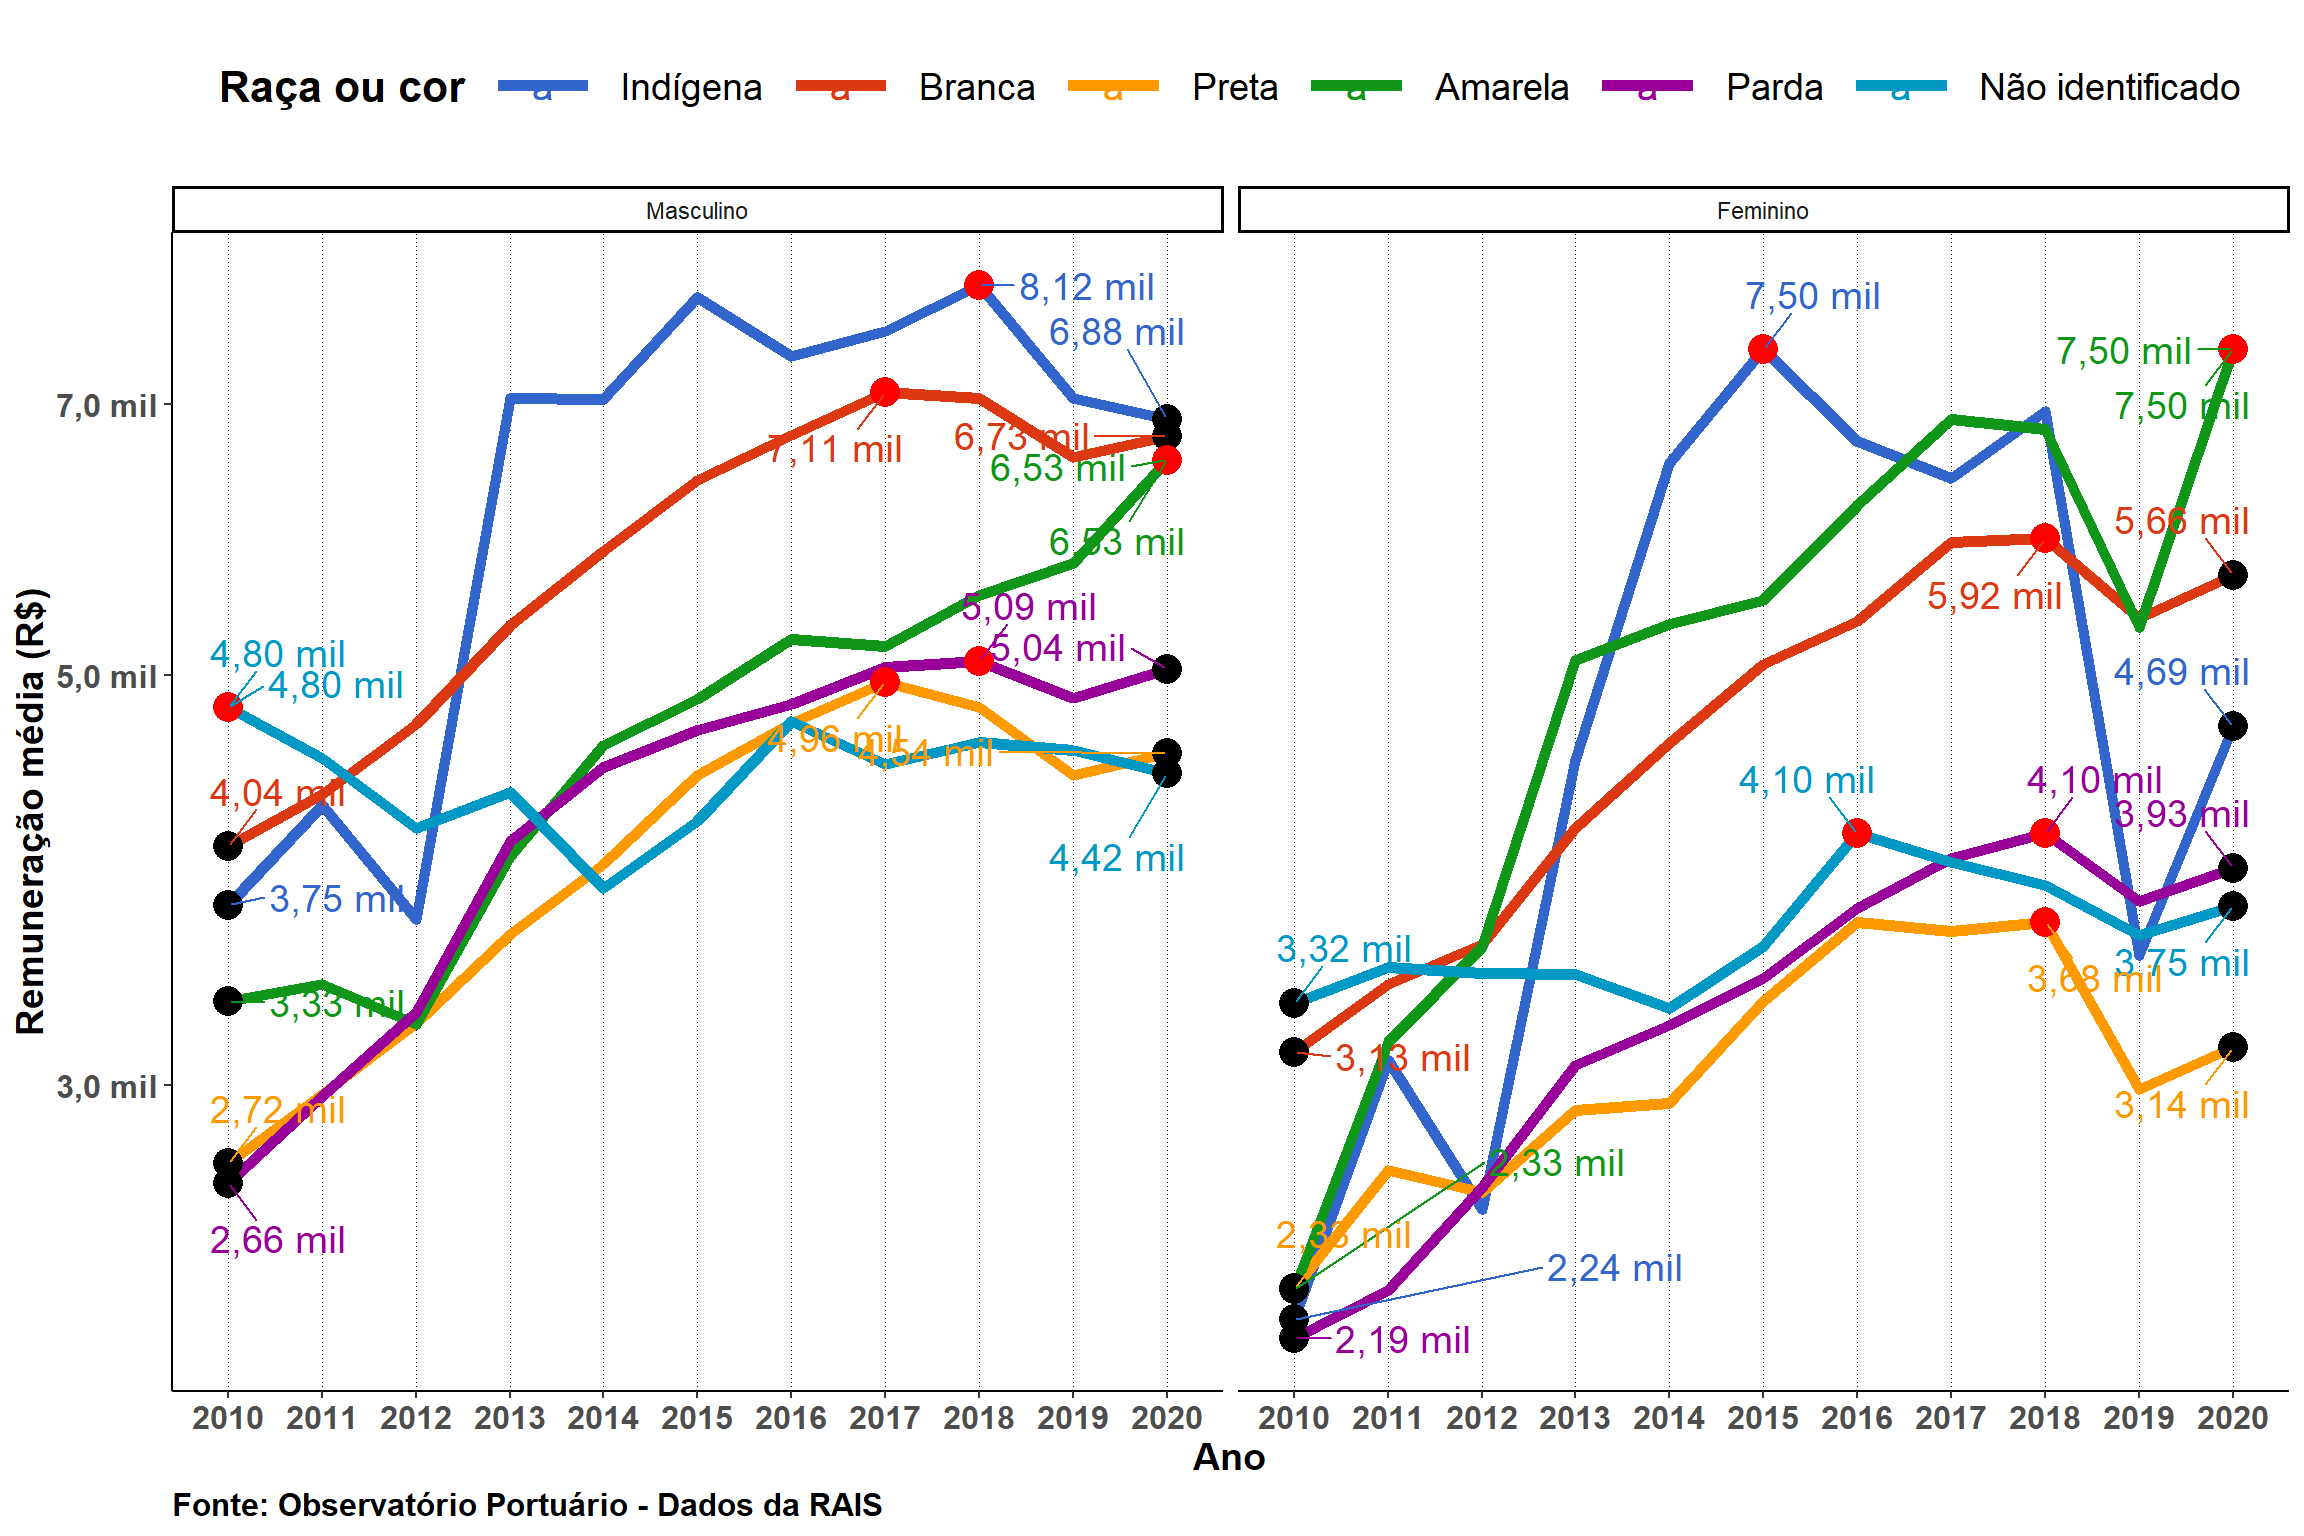 Raça ou cor a Indígena a Branca a Preta a Amarela a Parda a Não identificado
Masculino
Feminino
Remuneração média (R$)
7,0 mil
5,0 mil
3,0 mil
8,12 mil
6,88 mil
7,11 mil
6,73 mil
6,53 mil
6,53 mil
5,09 mil
5,04 mil
4,80 mil
4,80 mil
4,96 mil
4,54 mil
4,04 mil
4,42 mil
3,75 mil
3,33 mil
2,72 mil
2,66 mil
7,50 mil
7,50 mil
7,50 mil
5,66 mil
5,92 mil
4,69 mil
4,10 mil
4,10 mil
3,93 mil
3,32 mil
3,75 mil
3,68 mil
3,13 mil
3,14 mil
2,33 mil
2,33 mil
2,24 mil
2,19 mil
2010 2011 2012 2013 2014 2015 2016 2017 2018 2019 2020
2010 2011 2012 2013 2014 2015 2016 2017 2018 2019 2020
Ano
Fonte: Observatório Portuário - Dados da RAIS